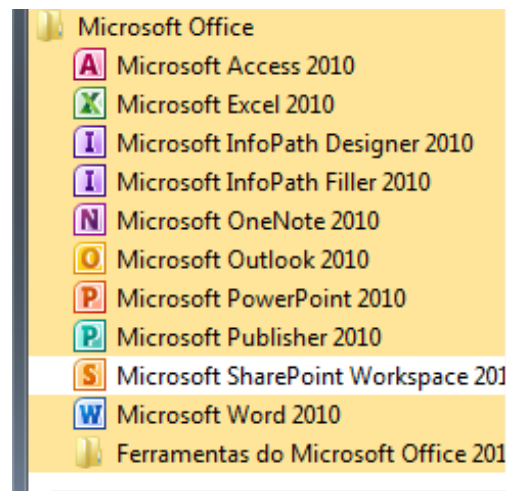 Microsoft Office
A Microsoft Access 2010
X Microsoft Excel 2010
I Microsoft InfoPath Designer 2010
I Microsoft InfoPath Filler 2010
N Microsoft OneNote 2010
O Microsoft Outlook 2010
P Microsoft PowerPoint 2010
P Microsoft Publisher 2010
S Microsoft SharePoint Workspace 201
W Microsoft Word 2010
Ferramentas do Microsoft Office 201